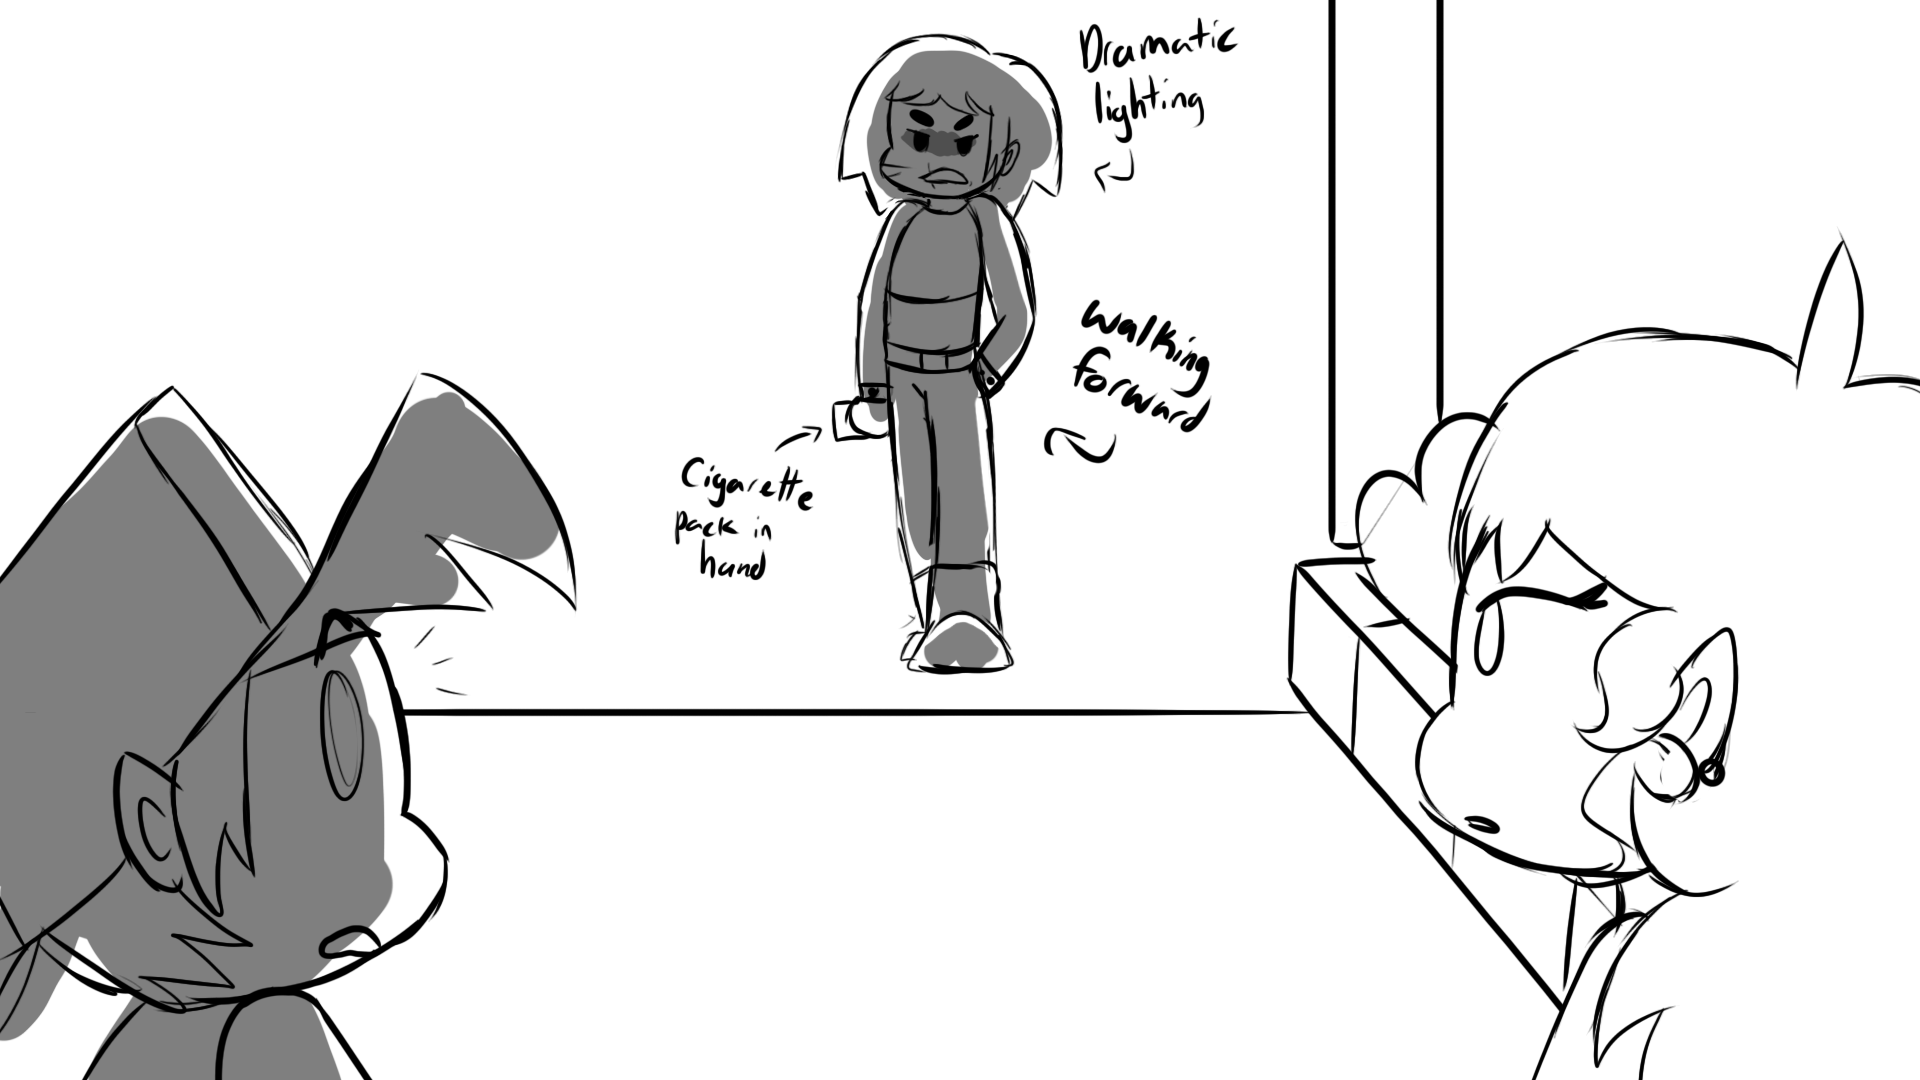 Dramatic
lighting
walking
forward
Cigarette
pack in
hand